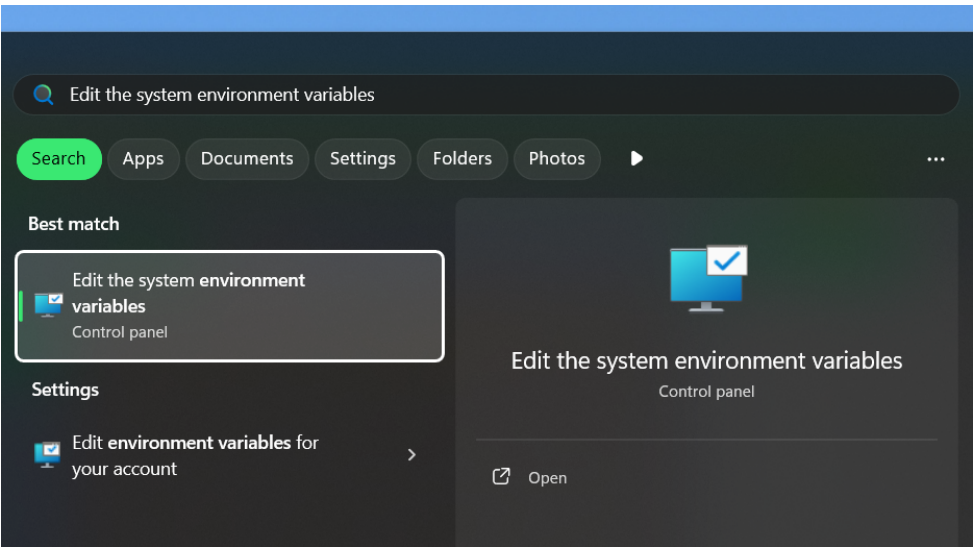 Edit the system environment variables
Search
Apps
Documents
Settings
Folders
Photos
Best match
Edit the system environment
variables
Control panel
Settings
Edit environment variables for
your account
Edit the system environment variables
Control panel
Open